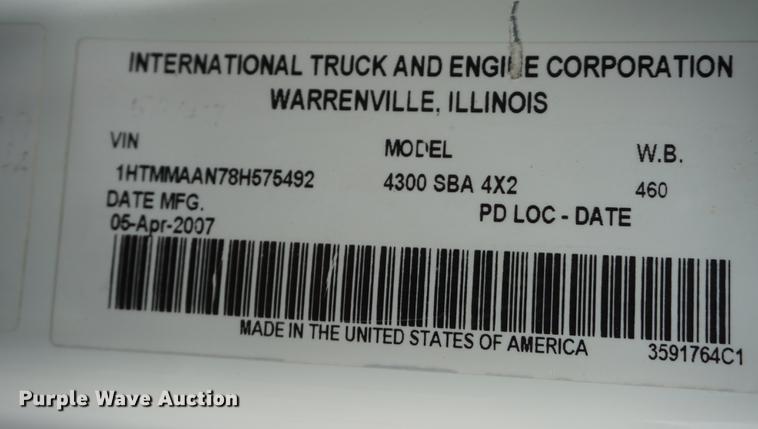 INTERNATIONAL TRUCK AND ENGINE CORPORATION
WARRENVILLE, ILLINOIS
VIN MODEL W.B.
1HTMMAAN78H575492 4300 SBA 4X2 460
DATE MFG. PD LOC - DATE
05-Apr-2007
MADE IN THE UNITED STATES OF AMERICA 3591764C1
Purple Wave Auction